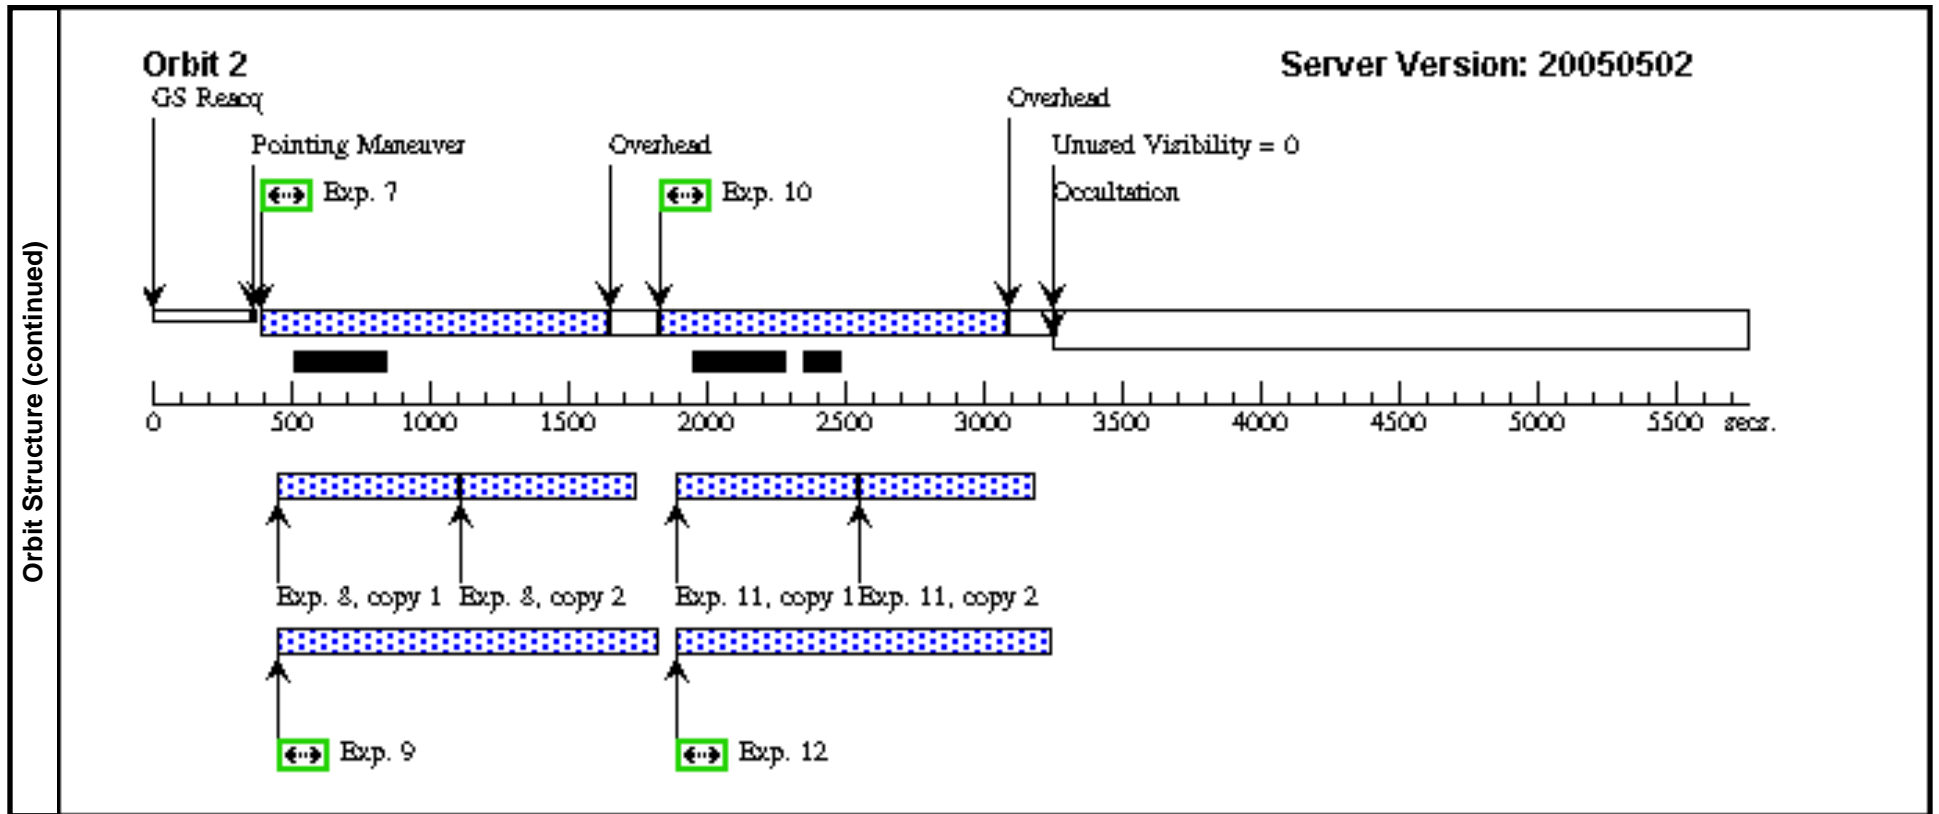 Orbit Structure (continued)
Orbit 2
Server Version: 20050502
GS Reacq
Overhead
Pointing Maneuver
Overhead
Unused Visibility = 0
Exp. 7
Exp. 10
Occultation
0 500 1000 1500 2000 2500 3000 3500 4000 4500 5000 5500 secs.
Exp. 8, copy 1
Exp. 8, copy 2
Exp. 11, copy 1
Exp. 11, copy 2
Exp. 9
Exp. 12